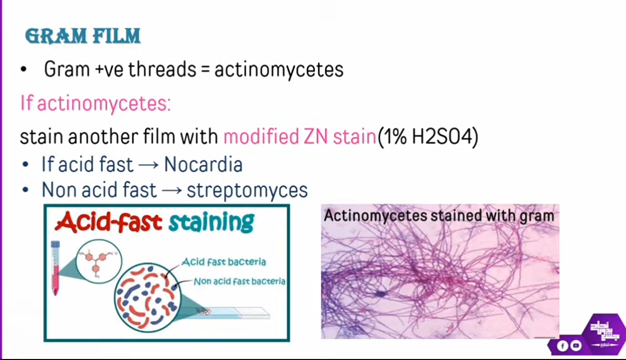 GRAM FILM
• Gram +ve threads = actinomycetes
If actinomycetes:
stain another film with modified ZN stain(1% H2SO4)
• If acid fast → Nocardia
• Non acid fast → streptomyces
Acid-fast staining
Acid fast bacteria
Non acid fast bacteria
Actinomycetes stained with gram